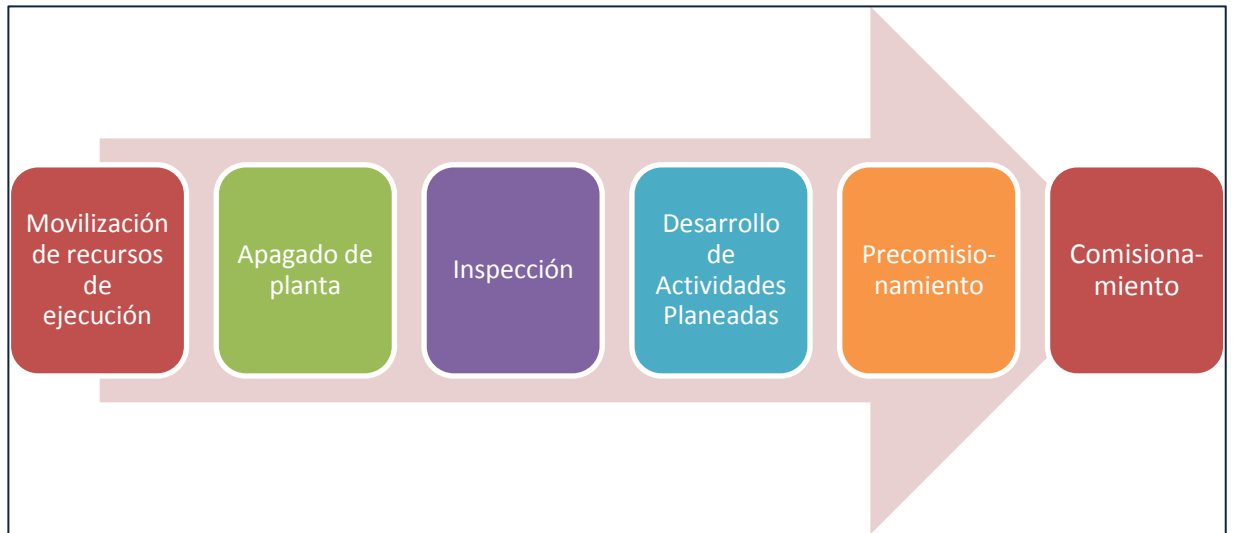 Movilización
de recursos
de
ejecución
Apagado de
planta
Inspección
Desarrollo
de
Actividades
Planeadas
Precomisio-
namiento
Comisiona-
miento